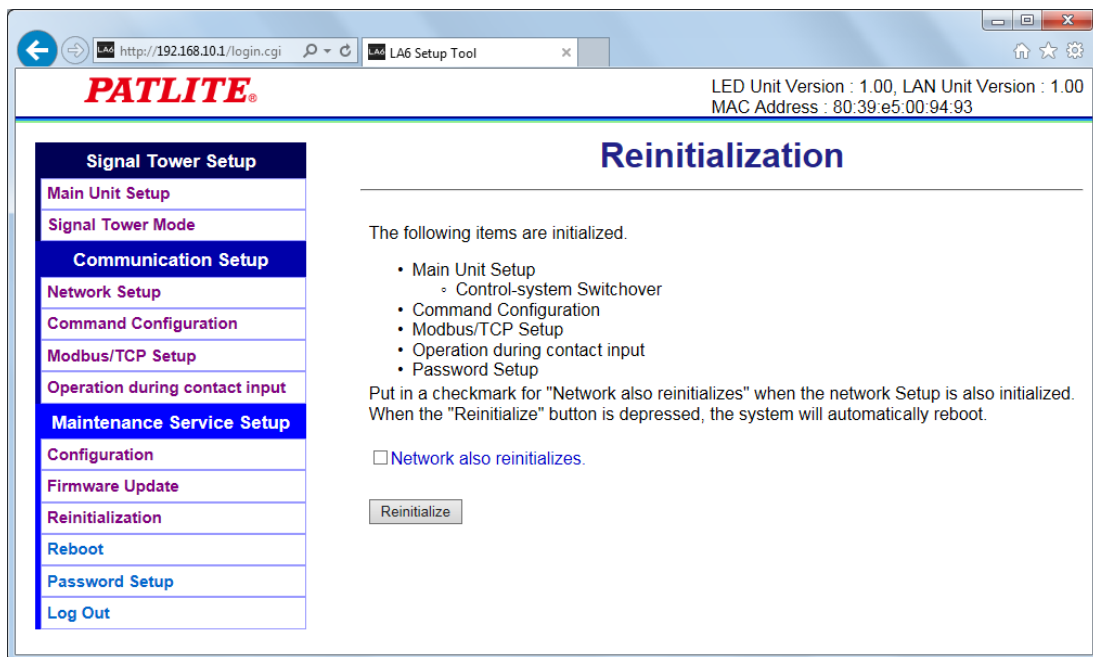 http://192.168.10.1/login.cgi
LA6 Setup Tool
PATLITE®
LED Unit Version : 1.00, LAN Unit Version : 1.00
MAC Address : 80:39:e5:00:94:93
Signal Tower Setup
Main Unit Setup
Signal Tower Mode
Communication Setup
Network Setup
Command Configuration
Modbus/TCP Setup
Operation during contact input
Maintenance Service Setup
Configuration
Firmware Update
Reinitialization
Reboot
Password Setup
Log Out
Reinitialization
The following items are initialized.
• Main Unit Setup
◦ Control-system Switchover
• Command Configuration
• Modbus/TCP Setup
• Operation during contact input
• Password Setup
Put in a checkmark for "Network also reinitializes" when the network Setup is also initialized.
When the "Reinitialize" button is depressed, the system will automatically reboot.
Network also reinitializes.
Reinitialize